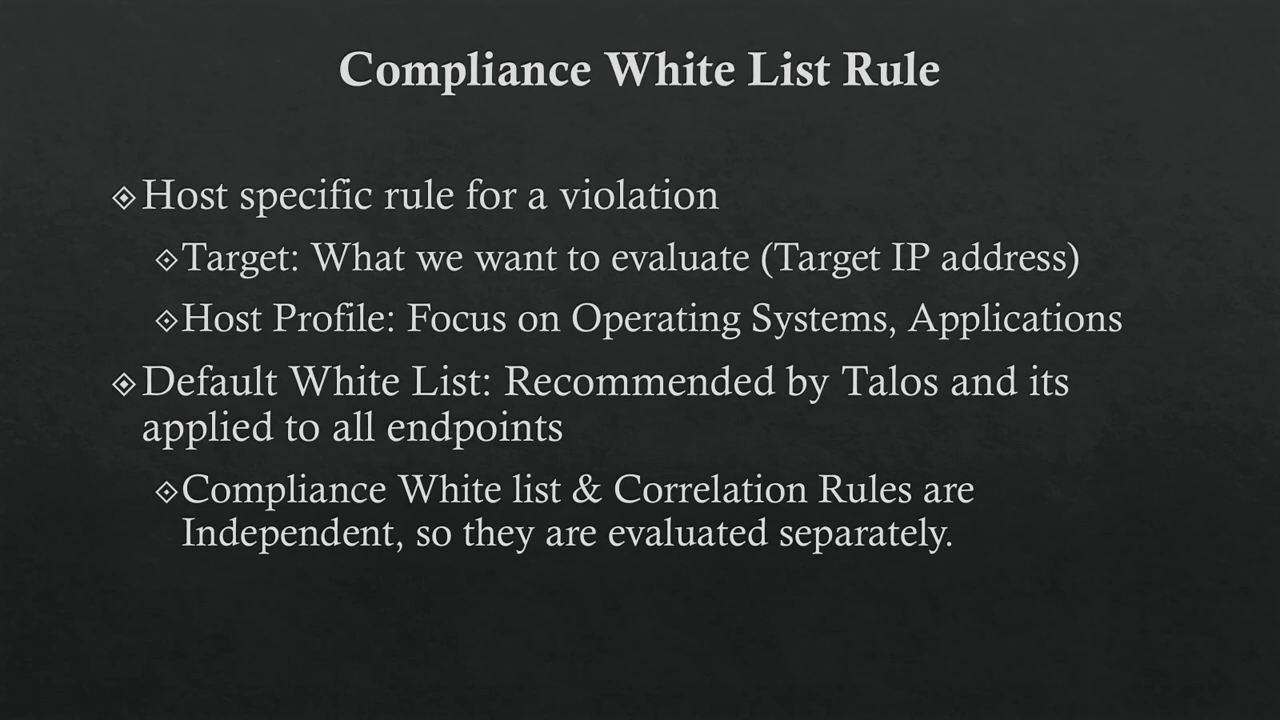 Compliance White List Rule
Host specific rule for a violation
Target: What we want to evaluate (Target IP address)
Host Profile: Focus on Operating Systems, Applications
Default White List: Recommended by Talos and its
applied to all endpoints
Compliance White list & Correlation Rules are
Independent, so they are evaluated separately.